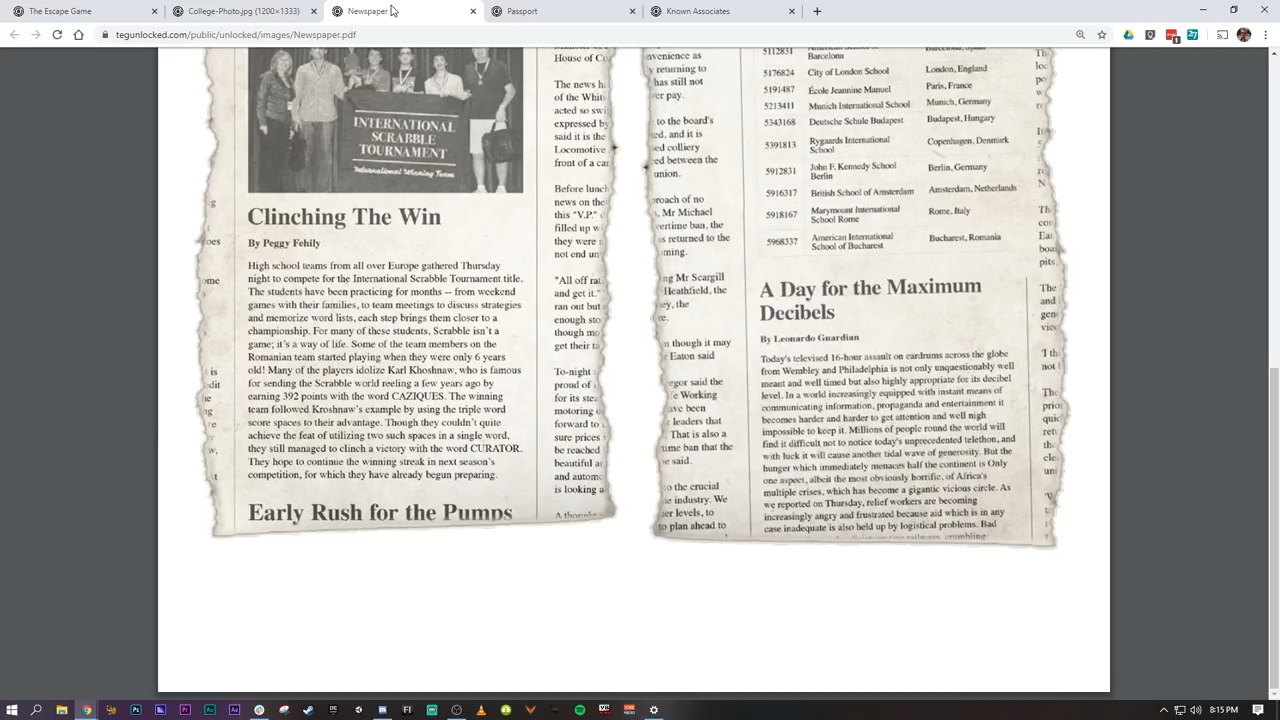 The Escape Game
College-Photo.jpg (1200×1333)
Newspaper
Passport
Known Associates
tegunlocked.com/public/unlocked/images/Newspaper.pdf
INTERNATIONAL
SCRABBLE
TOURNAMENT
International Winning Team
Clinching The Win
By Peggy Fehily
High school teams from all over Europe gathered Thursday
night to compete for the International Scrabble Tournament title.
The students have been practicing for months -- from weekend
games with their families, to team meetings to discuss strategies
and memorize word lists, each step brings them closer to a
championship. For many of these students, Scrabble isn't a
game; it's a way of life. Some of the team members on the
Romanian team started playing when they were only 6 years
old! Many of the players idolize Karl Khoshnaw, who is famous
for sending the Scrabble world reeling a few years ago by
earning 392 points with the word CAZIQUES. The winning
team followed Kroshnaw's example by using the triple word
score spaces to their advantage. Though they couldn't quite
achieve the feat of utilizing two such spaces in a single word,
they still managed to clinch a victory with the word CURATOR.
They hope to continue the winning streak in next season's
competition, for which they have already begun preparing.
Early Rush for the Pumps
House of Co
The news h
of the Whit
acted so swi
expressed by
said it is the
Locomotive
front of a car
Before lunch
news on the
this "V.P."
filled up w
they were
not end un
"All off rat
and get it."
ran out but
enough sto
though mo
get their ta
To-night
proud of
for its stea
motoring o
forward to
sure prices
be reached
beautiful a
and automo
is looking a
A though
venience as
y returning to
has still not
er pay.
to the board's
ed, and it is
ed colliery
ed between the
union.
proach of no
, Mr Michael
vertime ban, the
s returned to the
ming.
ng Mr Scargill
Heathfield, the
ey, the
re.
n though it may
r Eaton said
regor said the
e Working
ave been
leaders that
That is also a
ime ban that the
e said.
to the crucial
e industry. We
er levels, to
to plan ahead to
5112831 American School of Barcelona Barcelona, Spain
5176824 City of London School London, England
5191487 École Jeannine Manuel Paris, France
5213411 Munich International School Munich, Germany
5343168 Deutsche Schule Budapest Budapest, Hungary
5391813 Rygaards International School Copenhagen, Denmark
5912831 John F. Kennedy School Berlin Berlin, Germany
5916317 British School of Amsterdam Amsterdam, Netherlands
5918167 Marymount International School Rome Rome, Italy
5968337 American International School of Bucharest Bucharest, Romania
A Day for the Maximum
Decibels
By Leonardo Guardian
Today's televised 16-hour assault on eardrums across the globe
from Wembley and Philadelphia is not only unquestionably well
meant and well timed but also highly appropriate for its decibel
level. In a world increasingly equipped with instant means of
communicating information, propaganda and entertainment it
becomes harder and harder to get attention and well nigh
impossible to keep it. Millions of people round the world will
find it difficult not to notice today's unprecedented telethon, and
with luck it will cause another tidal wave of generosity. But the
hunger which immediately menaces half the continent is Only
one aspect, albeit the most obviously horrific, of Africa's
multiple crises, which has become a gigantic vicious circle. As
we reported on Thursday, relief workers are becoming
increasingly angry and frustrated because aid which is in any
case inadequate is also held up by logistical problems. Bad
railways, crumbling
8:15 PM